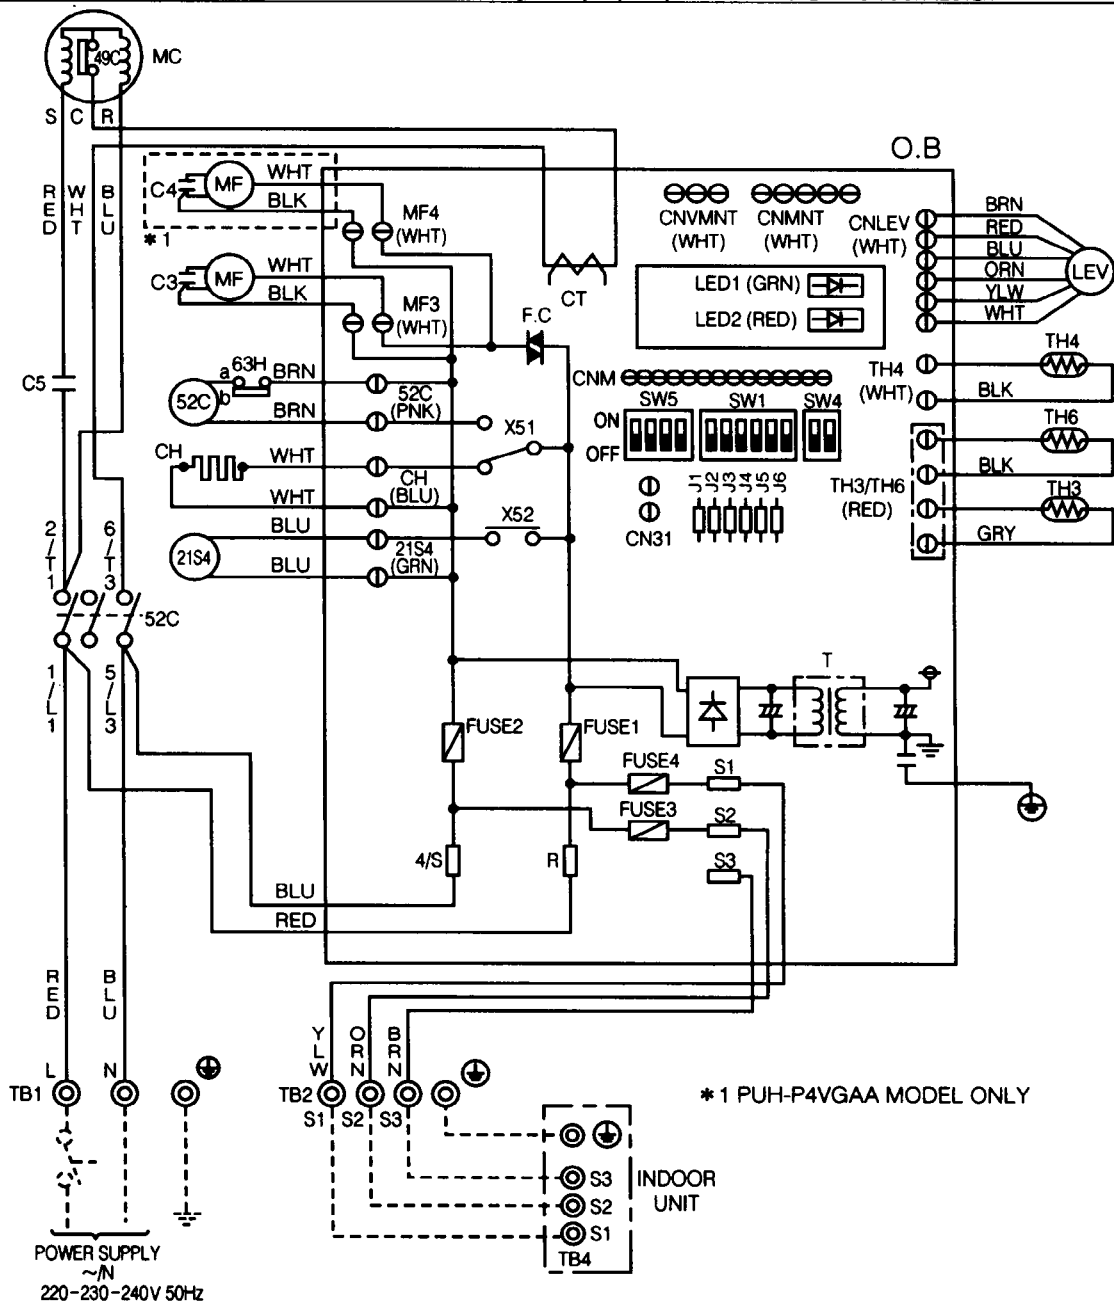 49C
MC
S C R
RED
WHT
BLU
O.B
C4
MF
WHT
BLK
MF4
(WHT)
*1
C3
MF
WHT
BLK
MF3
(WHT)
CT
F.C
CNVMNT
(WHT)
CNMNT
(WHT)
CNLEV
(WHT)
BRN
RED
BLU
ORN
YLW
WHT
LEV
LED1 (GRN)
LED2 (RED)
TH4
TH4
(WHT)
BLK
C5
a
63H
BRN
52C
b
BRN
52C
(PNK)
X51
CNM
SW5
SW1
SW4
ON
OFF
TH6
BLK
TH3/TH6
(RED)
TH3
GRY
CH
WHT
CH
(BLU)
WHT
J1
J2
J3
J4
J5
J6
CN31
BLU
X52
21S4
21S4
(GRN)
BLU
2/T1
6/T3
52C
1/L1
5/L3
T
FUSE2
FUSE1
FUSE4
S1
FUSE3
S2
S3
4/S
R
BLU
RED
RED
BLU
YLW
ORN
BRN
L
N
TB1
TB2
S1
S2
S3
*1 PUH-P4VGAA MODEL ONLY
S3
S2
S1
TB4
INDOOR
UNIT
POWER SUPPLY
~/N
220-230-240V 50Hz